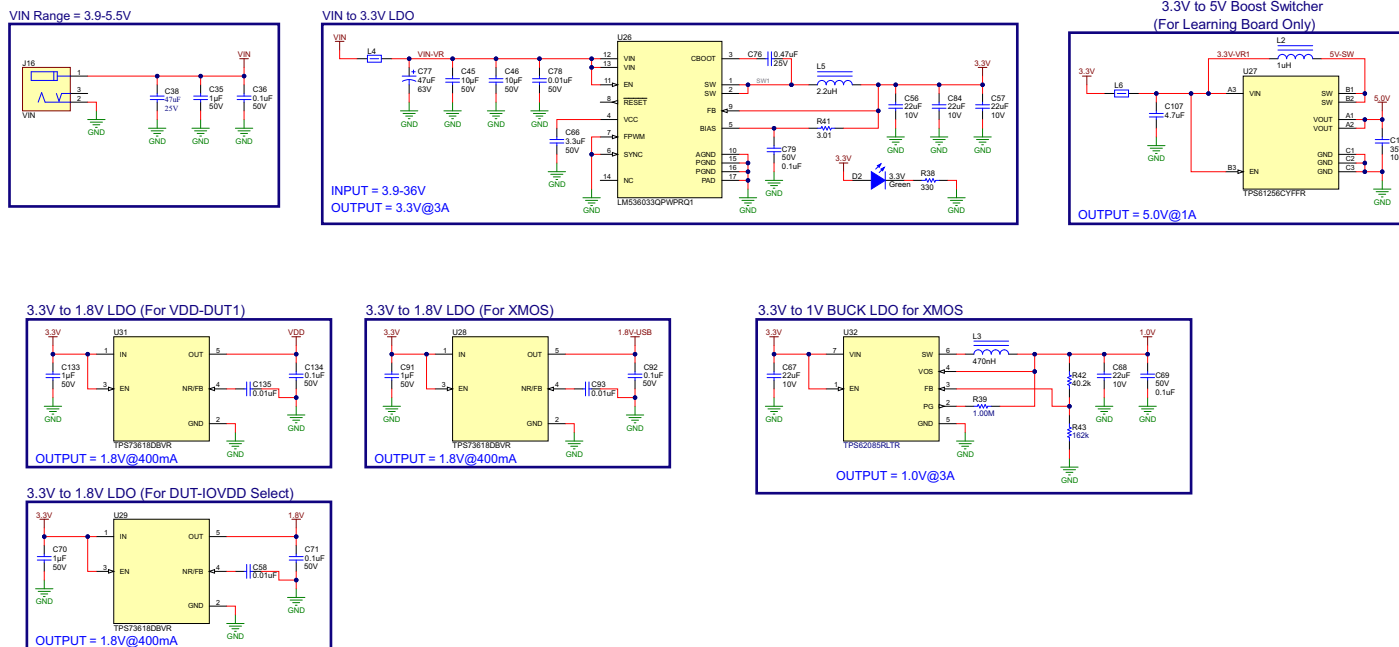 VIN Range = 3.9-5.5V
J16
1
3
2
VIN
GND
VIN
C38
47uF
25V
GND
C35
1µF
50V
GND
C36
0.1uF
50V
GND
VIN to 3.3V LDO
VIN
L4
VIN-VR
C77
47uF
63V
GND
C45
10µF
50V
GND
C46
10µF
50V
GND
C78
0.01uF
50V
GND
C66
3.3uF
50V
GND
U26
12 VIN
13 VIN
11 EN
8 RESET
4 VCC
7 FPWM
6 SYNC
14 NC
CBOOT 3
SW 1
SW 2
FB 9
BIAS 5
AGND 10
PGND 15
PGND 16
PAD 17
LM536033QPWPRQ1
GND
GND
C76
0.47uF
25V
SW1
L5
2.2uH
R41
3.01
C79
50V
0.1uF
GND
3.3V
C56
22uF
10V
GND
C84
22uF
10V
GND
C57
22uF
10V
GND
3.3V
D2
3.3V
Green
R38
330
GND
INPUT = 3.9-36V
OUTPUT = 3.3V@3A
3.3V to 5V Boost Switcher
(For Learning Board Only)
3.3V
L6
3.3V-VR1
L2
1uH
5V-SW
C107
4.7uF
GND
U27
A3 VIN
B3 EN
SW B1
SW B2
VOUT A1
VOUT A2
GND C1
GND C2
GND C3
TPS61256CYFFR
5.0V
C1
35
10
GND
OUTPUT = 5.0V@1A
3.3V to 1.8V LDO (For VDD-DUT1)
3.3V
C133
1µF
50V
GND
U31
1 IN
3 EN
OUT 5
NR/FB 4
GND 2
TPS73618DBVR
C135
0.01uF
GND
VDD
C134
0.1uF
50V
GND
OUTPUT = 1.8V@400mA
3.3V to 1.8V LDO (For XMOS)
3.3V
C91
1µF
50V
GND
U28
1 IN
3 EN
OUT 5
NR/FB 4
GND 2
TPS73618DBVR
C93
0.01uF
GND
1.8V-USB
C92
0.1uF
50V
GND
OUTPUT = 1.8V@400mA
3.3V to 1V BUCK LDO for XMOS
3.3V
C67
22uF
10V
GND
U32
7 VIN
1 EN
SW 6
VOS 4
FB 3
PG 2
GND 5
TPS62085RLTR
GND
L3
470nH
R39
1.00M
R42
40.2k
R43
162k
GND
1.0V
C68
22uF
10V
GND
C69
50V
0.1uF
GND
OUTPUT = 1.0V@3A
3.3V to 1.8V LDO (For DUT-IOVDD Select)
3.3V
C70
1µF
50V
GND
U29
1 IN
3 EN
OUT 5
NR/FB 4
GND 2
TPS73618DBVR
C58
0.01uF
GND
1.8V
C71
0.1uF
50V
GND
OUTPUT = 1.8V@400mA